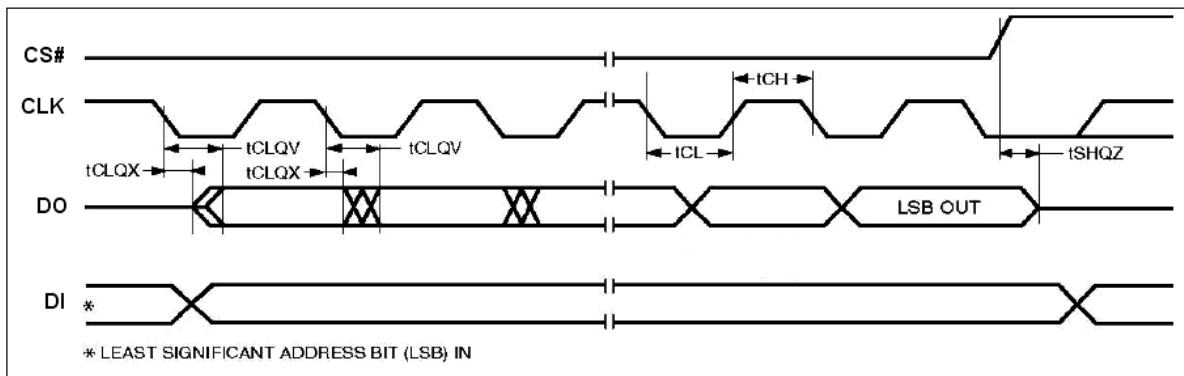 CS#
tCH
CLK
tCLQV
tCLQV
tCL
tSHQZ
tCLQX
tCLQX
DO
LSB OUT
DI
*
* LEAST SIGNIFICANT ADDRESS BIT (LSB) IN